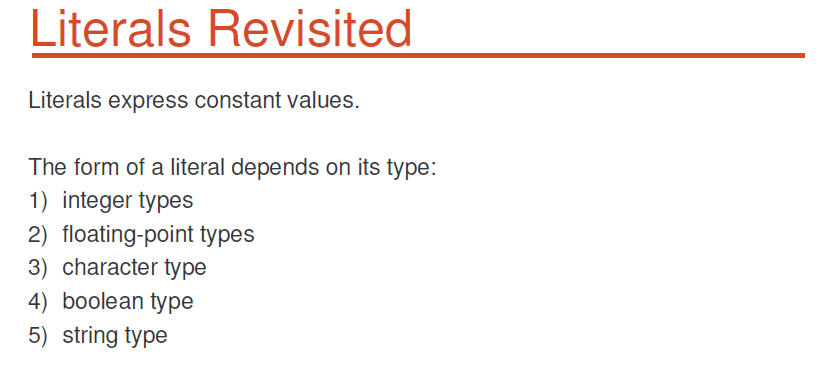 Literals Revisited
Literals express constant values.
The form of a literal depends on its type:
1) integer types
2) floating-point types
3) character type
4) boolean type
5) string type